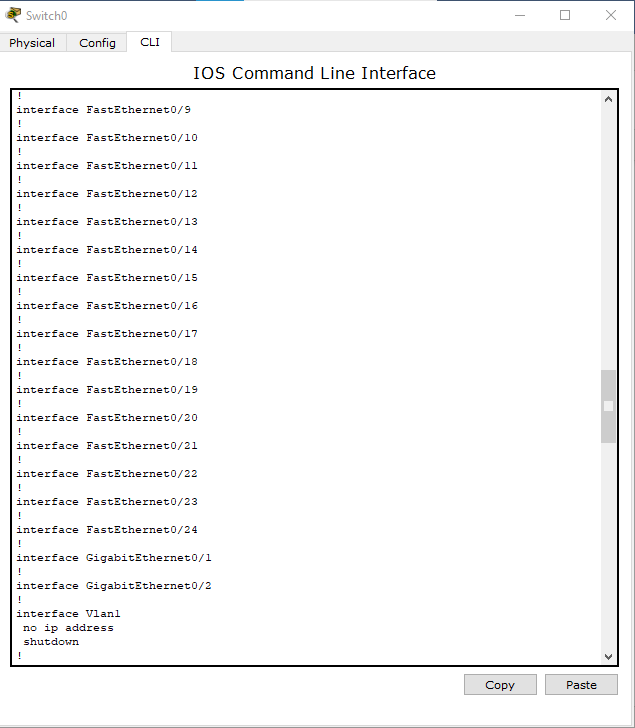 Switch0
Physical Config CLI
IOS Command Line Interface
!
interface FastEthernet0/9
!
interface FastEthernet0/10
!
interface FastEthernet0/11
!
interface FastEthernet0/12
!
interface FastEthernet0/13
!
interface FastEthernet0/14
!
interface FastEthernet0/15
!
interface FastEthernet0/16
!
interface FastEthernet0/17
!
interface FastEthernet0/18
!
interface FastEthernet0/19
!
interface FastEthernet0/20
!
interface FastEthernet0/21
!
interface FastEthernet0/22
!
interface FastEthernet0/23
!
interface FastEthernet0/24
!
interface GigabitEthernet0/1
!
interface GigabitEthernet0/2
!
interface Vlan1
 no ip address
 shutdown
!
Copy Paste